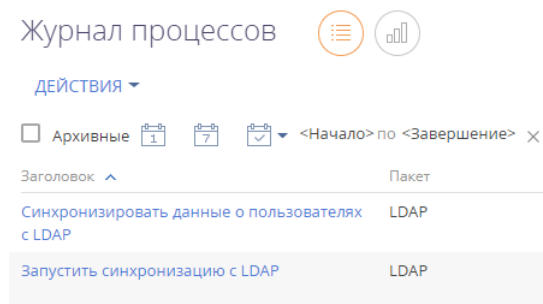 Журнал процессов
ДЕЙСТВИЯ
Архивные 1 7 <Начало> по <Завершение>
Заголовок Пакет
Синхронизировать данные о пользователях LDAP
с LDAP
Запустить синхронизацию с LDAP LDAP